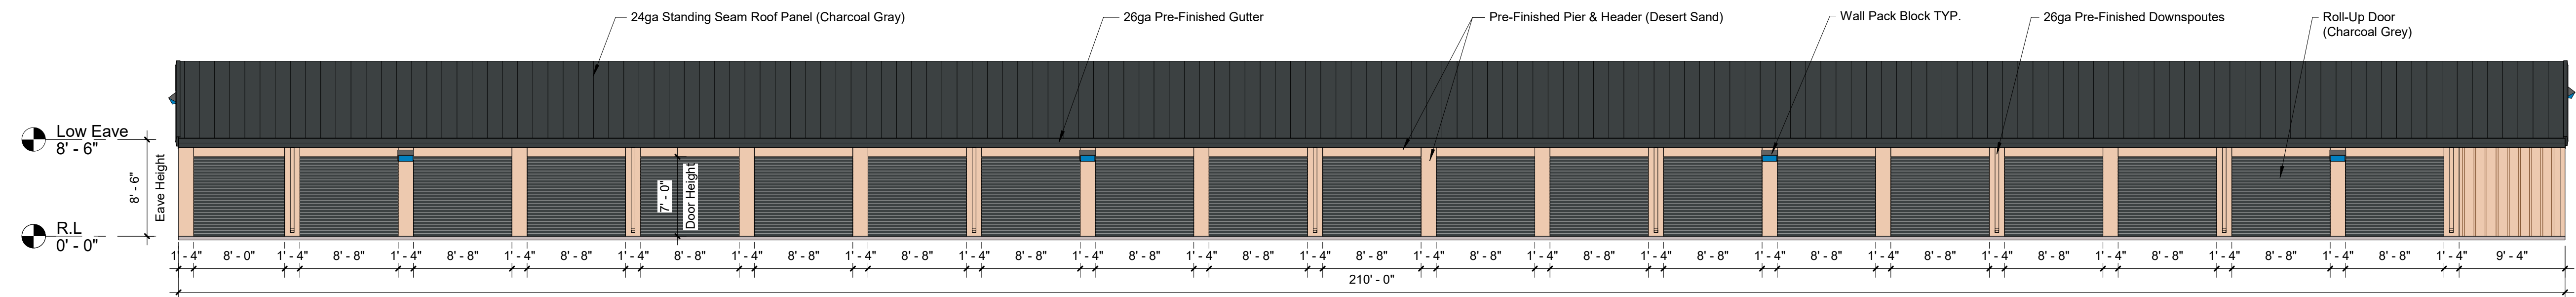 24ga Standing Seam Roof Panel (Charcoal Gray)
26ga Pre-Finished Gutter
Pre-Finished Pier & Header (Desert Sand)
Wall Pack Block TYP.
26ga Pre-Finished Downspoutes
Roll-Up Door
(Charcoal Grey)
Low Eave
8' - 6"
8' - 6"
Eave Height
7' - 0"
Door Height
R.L
0' - 0"
1' - 4" 8' - 0" 1' - 4" 8' - 8" 1' - 4" 8' - 8" 1' - 4" 8' - 8" 1' - 4" 8' - 8" 1' - 4" 8' - 8" 1' - 4" 8' - 8" 1' - 4" 8' - 8" 1' - 4" 8' - 8" 1' - 4" 8' - 8" 1' - 4" 8' - 8" 1' - 4" 8' - 8" 1' - 4" 8' - 8" 1' - 4" 8' - 8" 1' - 4" 8' - 8" 1' - 4" 8' - 8" 1' - 4" 8' - 8" 1' - 4" 8' - 8" 1' - 4" 8' - 8" 1' - 4" 8' - 8" 1' - 4" 9' - 4"
210' - 0"